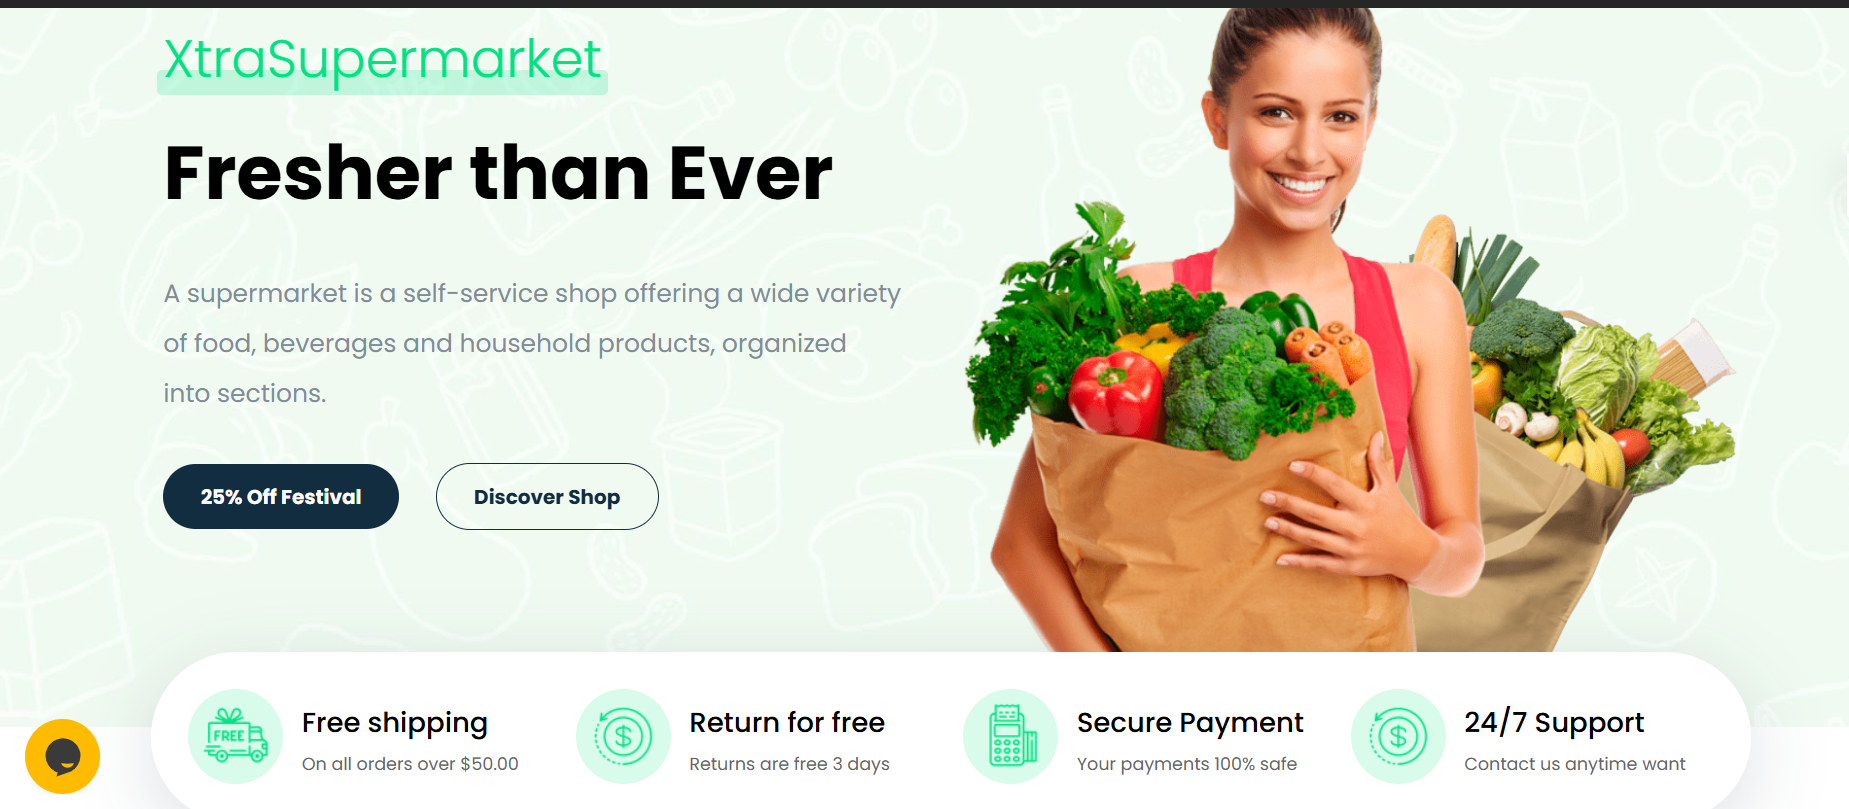 XtraSupermarket
Fresher than Ever
A supermarket is a self-service shop offering a wide variety
of food, beverages and household products, organized
into sections.
25% Off Festival
Discover Shop
FREE
Free shipping
On all orders over $50.00
$
Return for free
Returns are free 3 days
Secure Payment
Your payments 100% safe
$
24/7 Support
Contact us anytime want